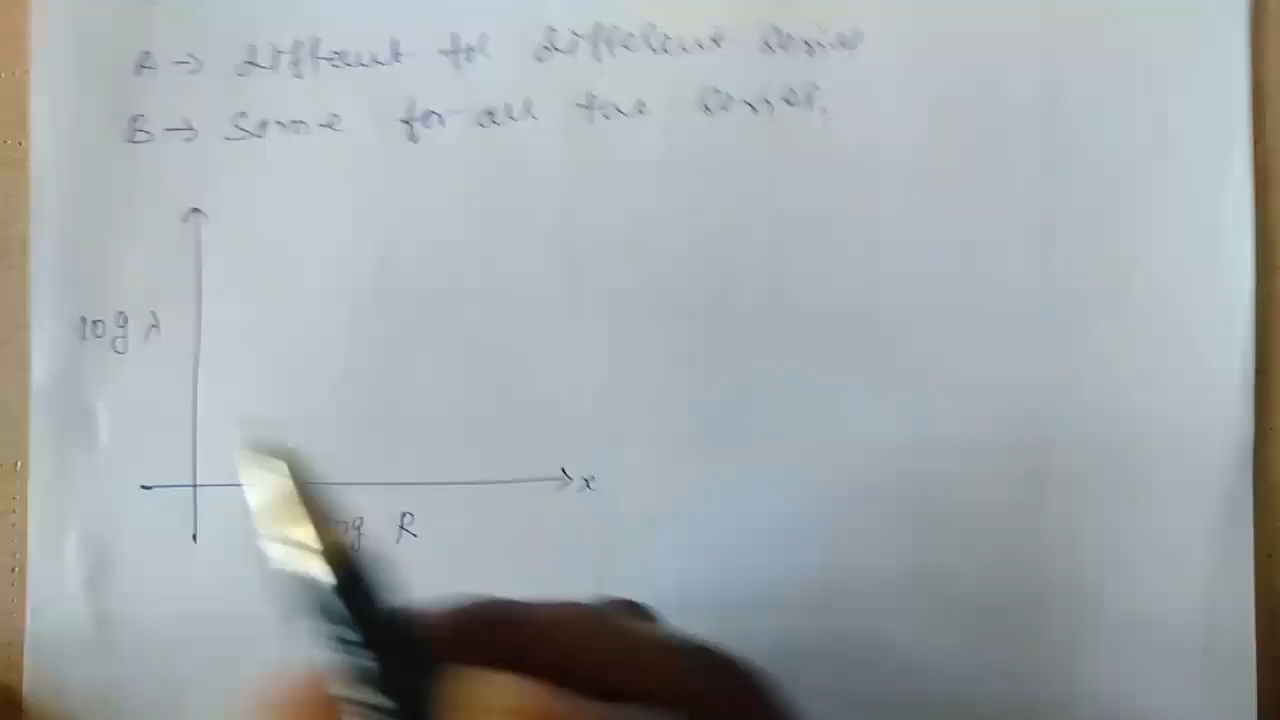 A → different for different series
B → Same for all the series.
log λ
x
log R